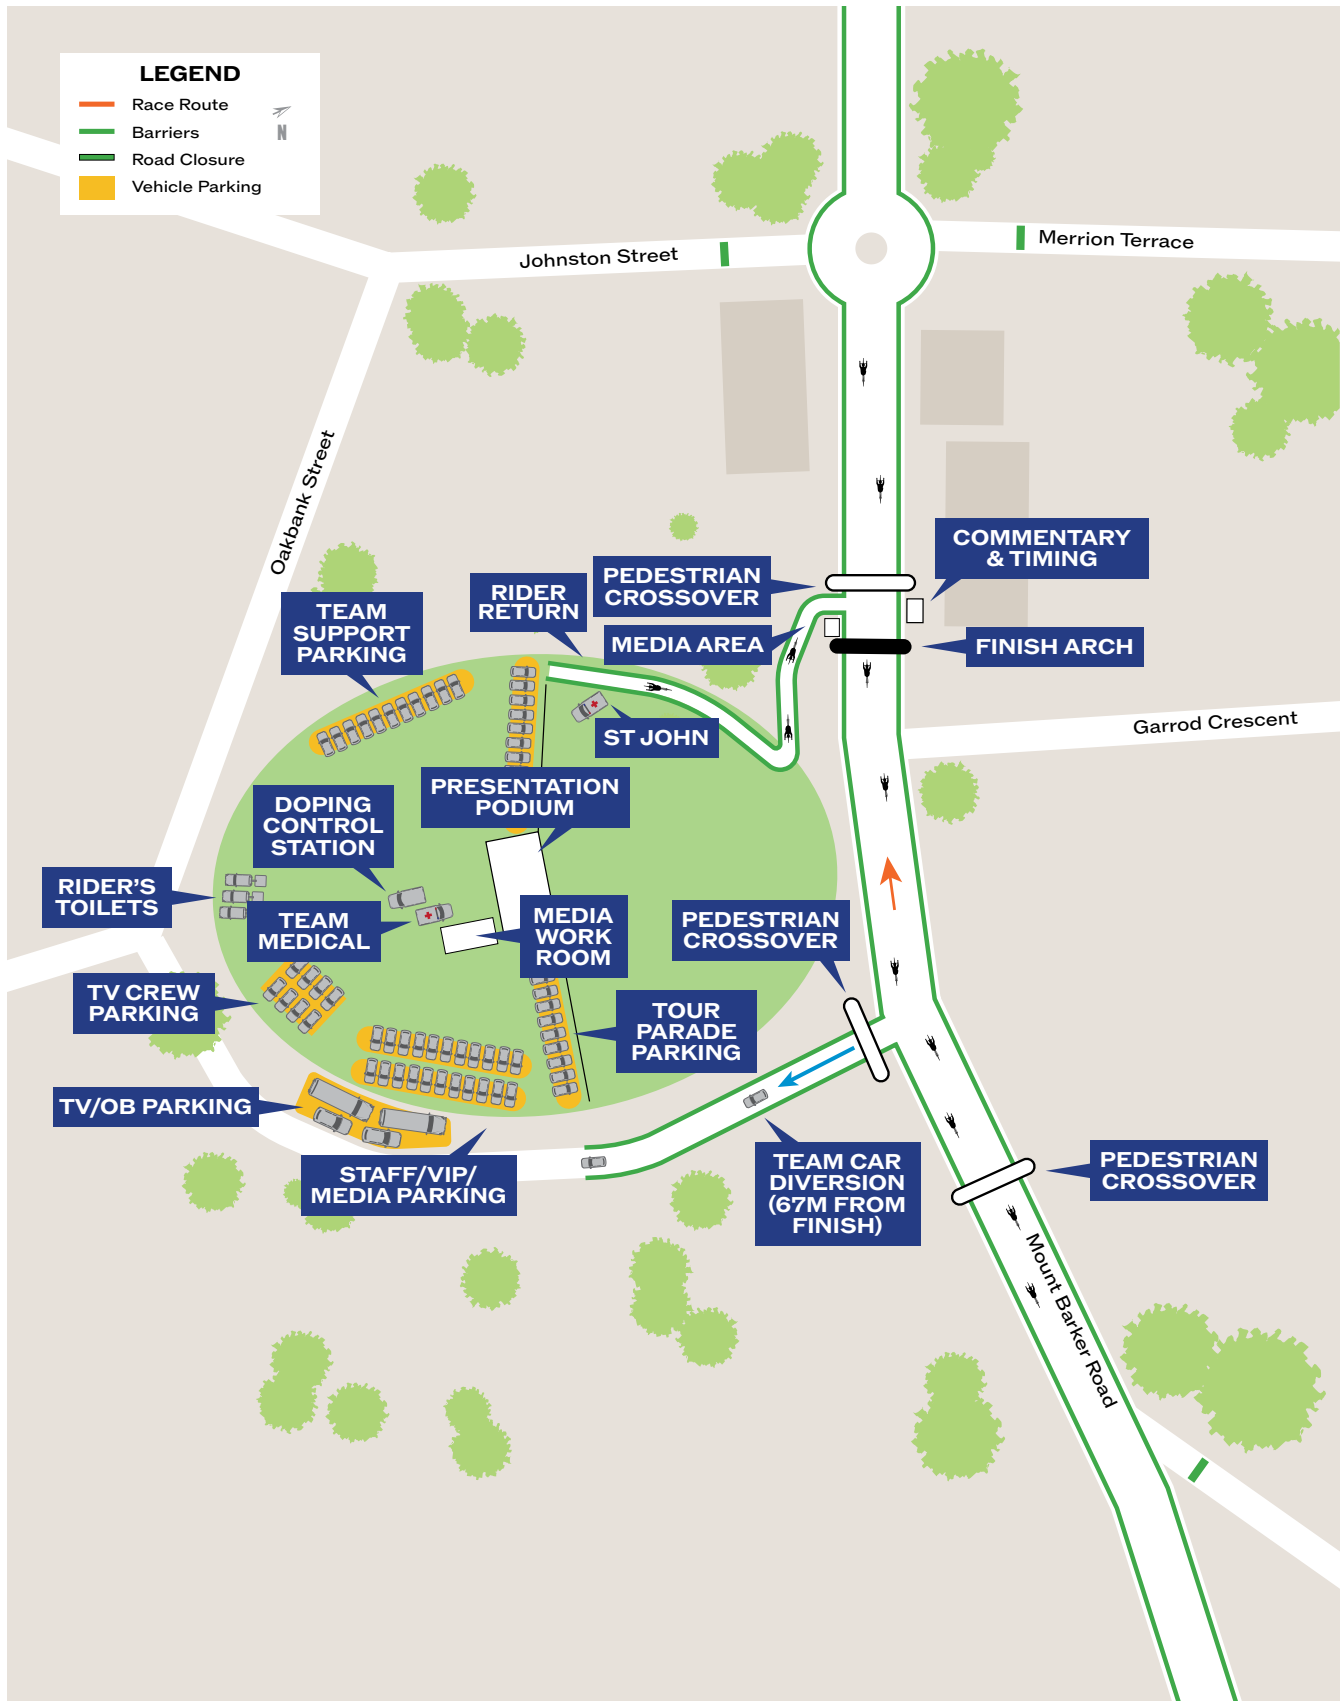 LEGEND
Race Route
Barriers
Road Closure
Vehicle Parking
N
Johnston Street
Merrion Terrace
Oakbank Street
COMMENTARY
& TIMING
PEDESTRIAN
CROSSOVER
RIDER
RETURN
TEAM
SUPPORT
PARKING
MEDIA AREA
FINISH ARCH
Garrod Crescent
ST JOHN
PRESENTATION
PODIUM
DOPING
CONTROL
STATION
RIDER'S
TOILETS
TEAM
MEDICAL
MEDIA
WORK
ROOM
PEDESTRIAN
CROSSOVER
TV CREW
PARKING
TOUR
PARADE
PARKING
TV/OB PARKING
STAFF/VIP/
MEDIA PARKING
TEAM CAR
DIVERSION
(67M FROM
FINISH)
PEDESTRIAN
CROSSOVER
Mount Barker Road